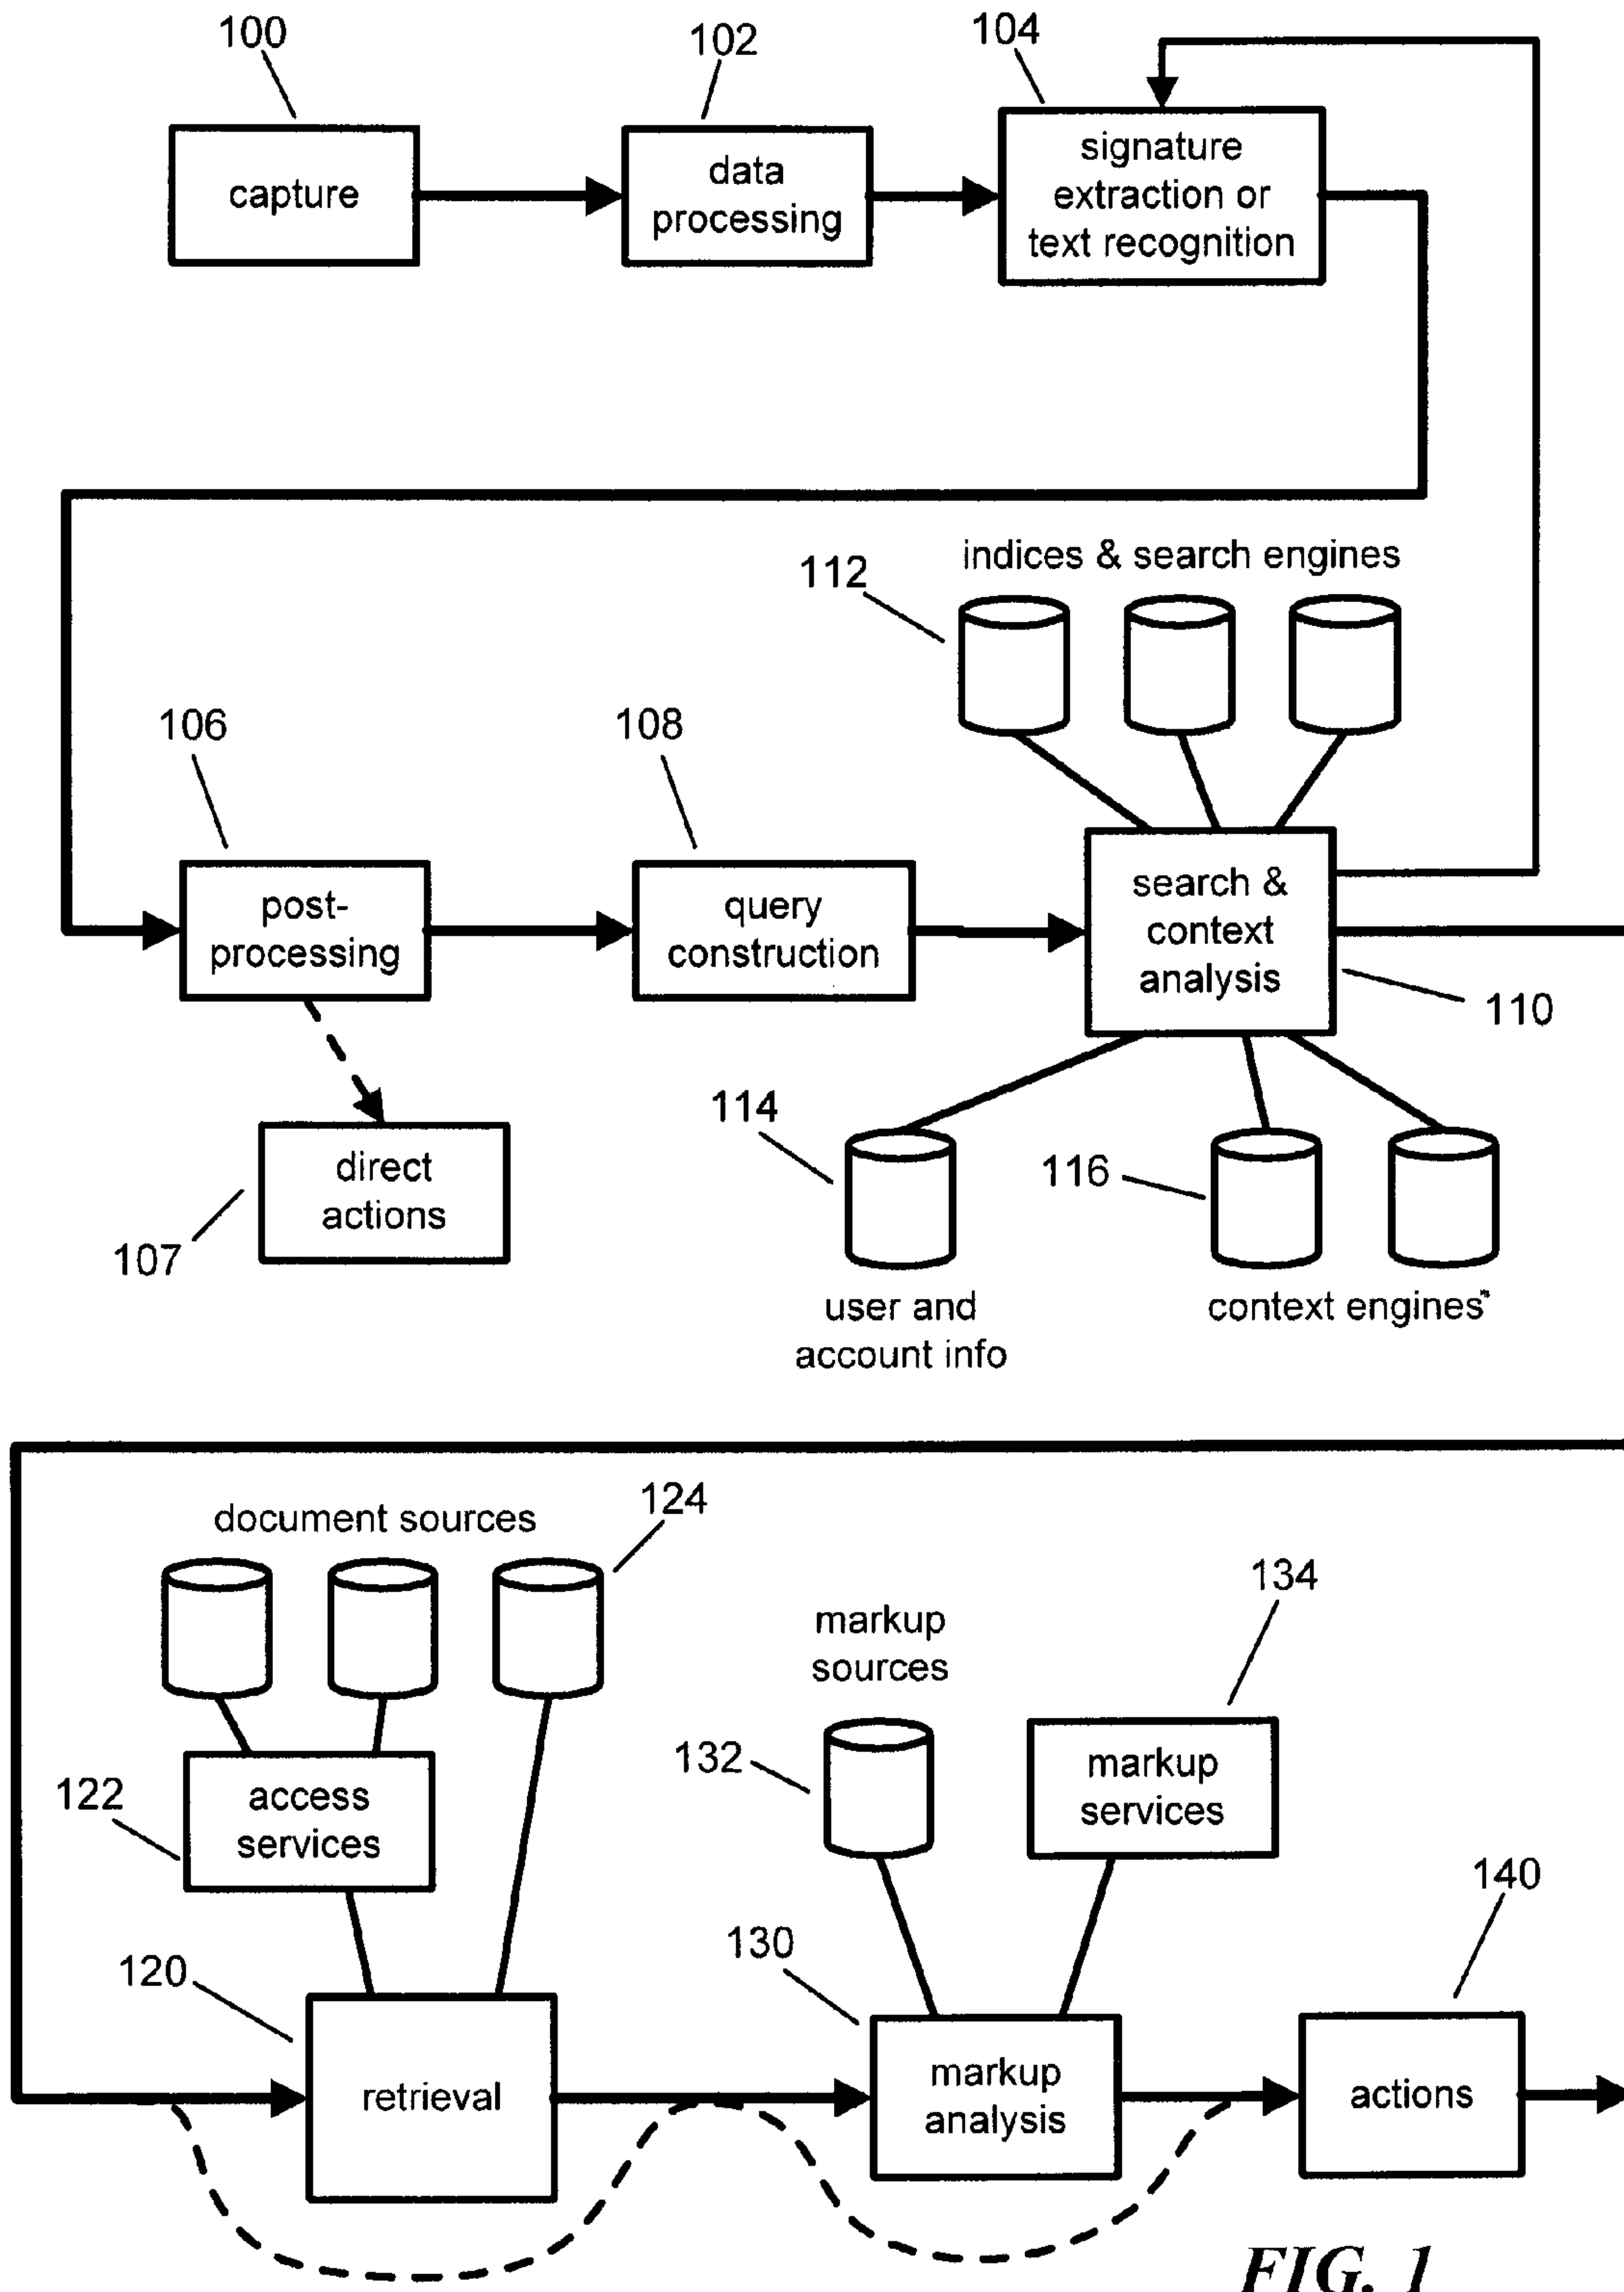 100
102
104
capture
data
processing
signature
extraction or
text recognition
indices & search engines
112
106
108
post-
processing
query
construction
search &
context
analysis
110
114
116
direct
actions
107
user and
account info
context engines*
document sources
124
134
markup
sources
132
markup
services
122
access
services
140
130
120
retrieval
markup
analysis
actions
FIG. 1